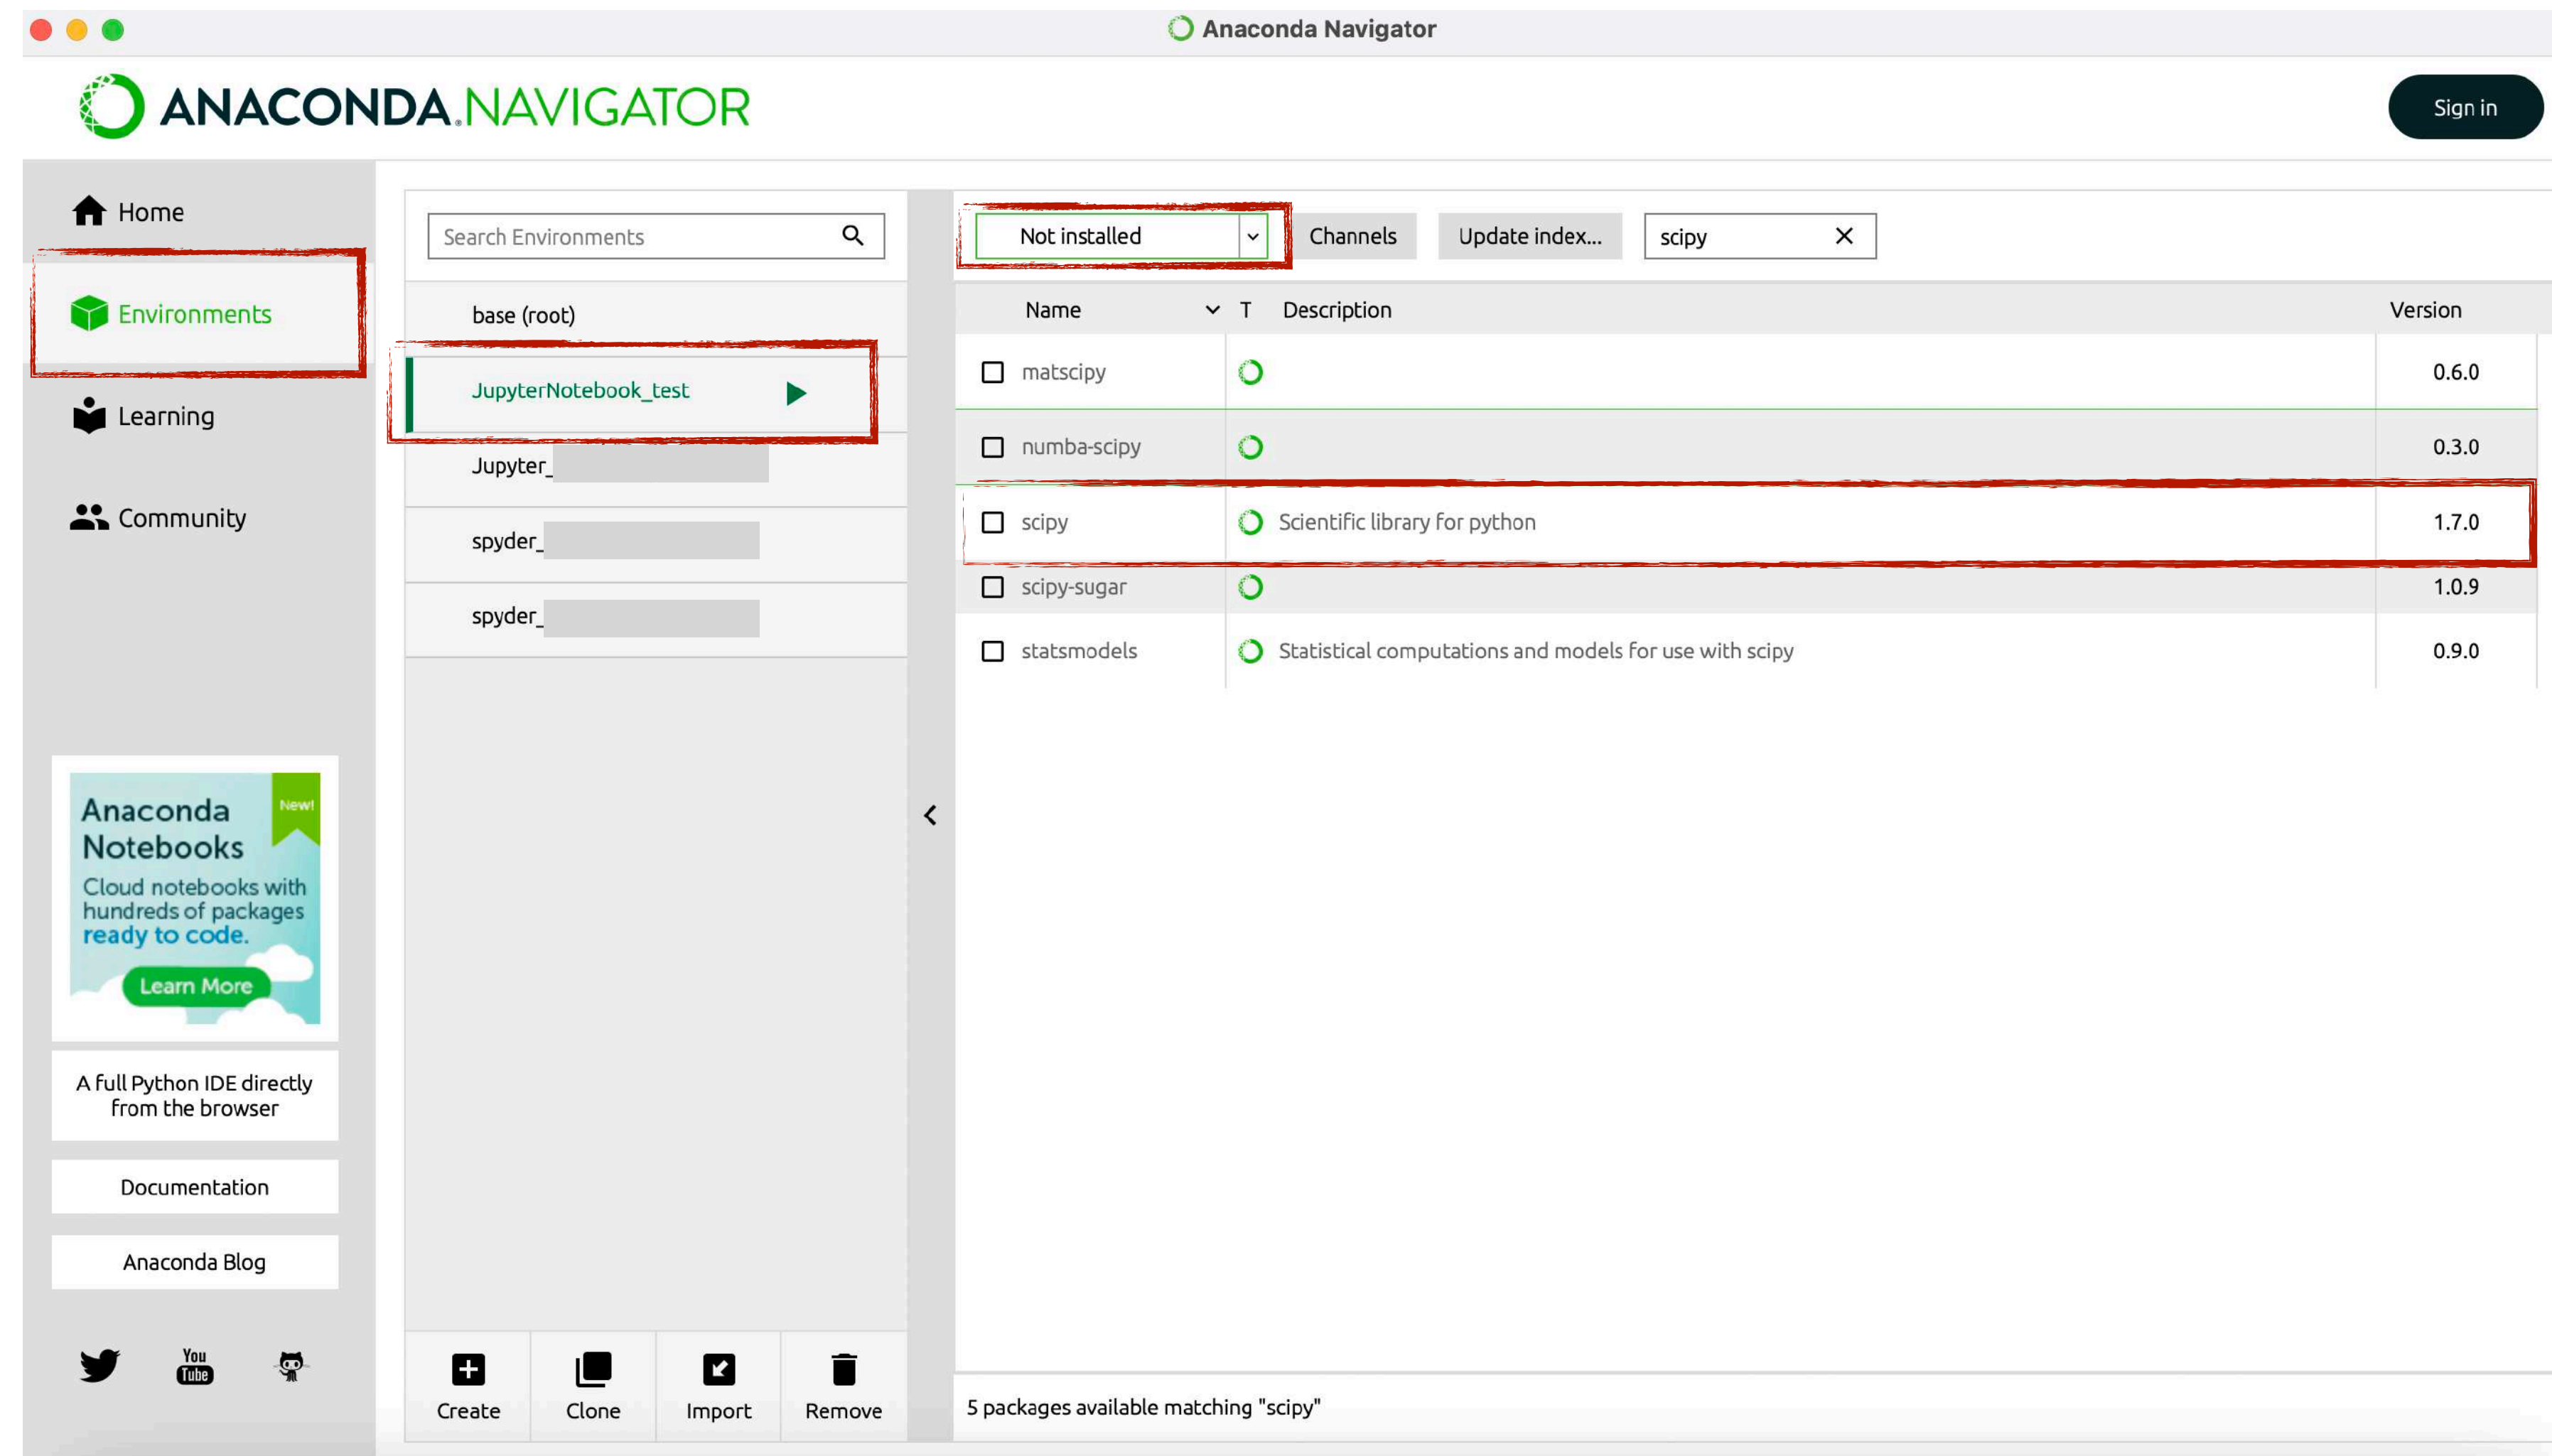 Anaconda Navigator
ANACONDA.NAVIGATOR
Sign in
Home
Environments
Learning
Community
Anaconda
Notebooks
New!
Cloud notebooks with
hundreds of packages
ready to code.
Learn More
A full Python IDE directly
from the browser
Documentation
Anaconda Blog
You
Tube
Search Environments
base (root)
JupyterNotebook_test
Jupyter_
spyder_
spyder_
Create Clone Import Remove
Not installed Channels Update index... scipy
Name T Description Version
matscipy 0.6.0
numba-scipy 0.3.0
scipy Scientific library for python 1.7.0
scipy-sugar 1.0.9
statsmodels Statistical computations and models for use with scipy 0.9.0
5 packages available matching "scipy"